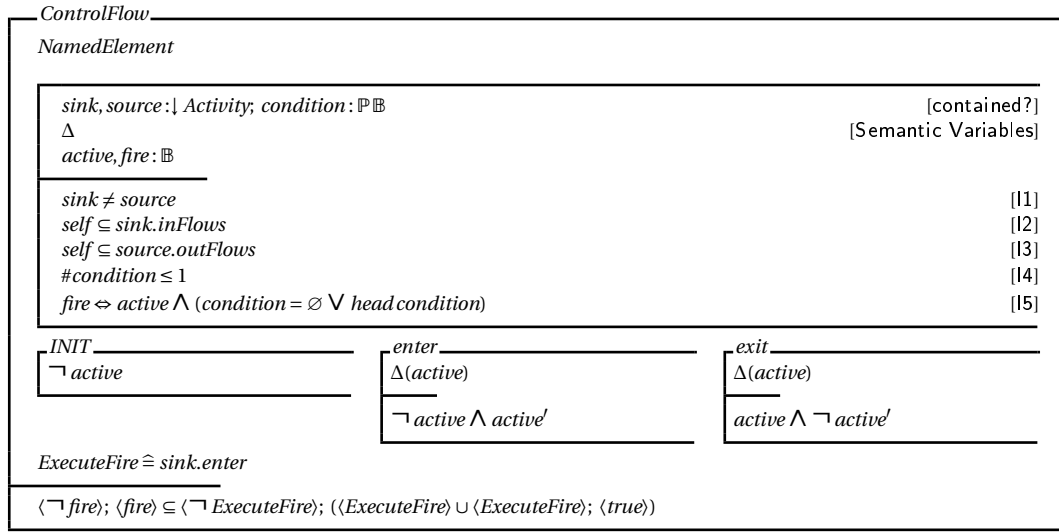 ControlFlow
NamedElement
sink, source :↓ Activity; condition : ℙ 𝔹 [contained?]
Δ [Semantic Variables]
active, fire : 𝔹
sink ≠ source [I1]
self ⊆ sink.inFlows [I2]
self ⊆ source.outFlows [I3]
#condition ≤ 1 [I4]
fire ⇔ active ∧ (condition = ∅ ∨ head condition) [I5]
INIT enter exit
¬ active Δ(active) Δ(active)
¬ active ∧ active′ active ∧ ¬ active′
ExecuteFire ≙ sink.enter
⟨¬ fire⟩; ⟨fire⟩ ⊆ ⟨¬ ExecuteFire⟩; (⟨ExecuteFire⟩ ∪ ⟨ExecuteFire⟩; ⟨true⟩)